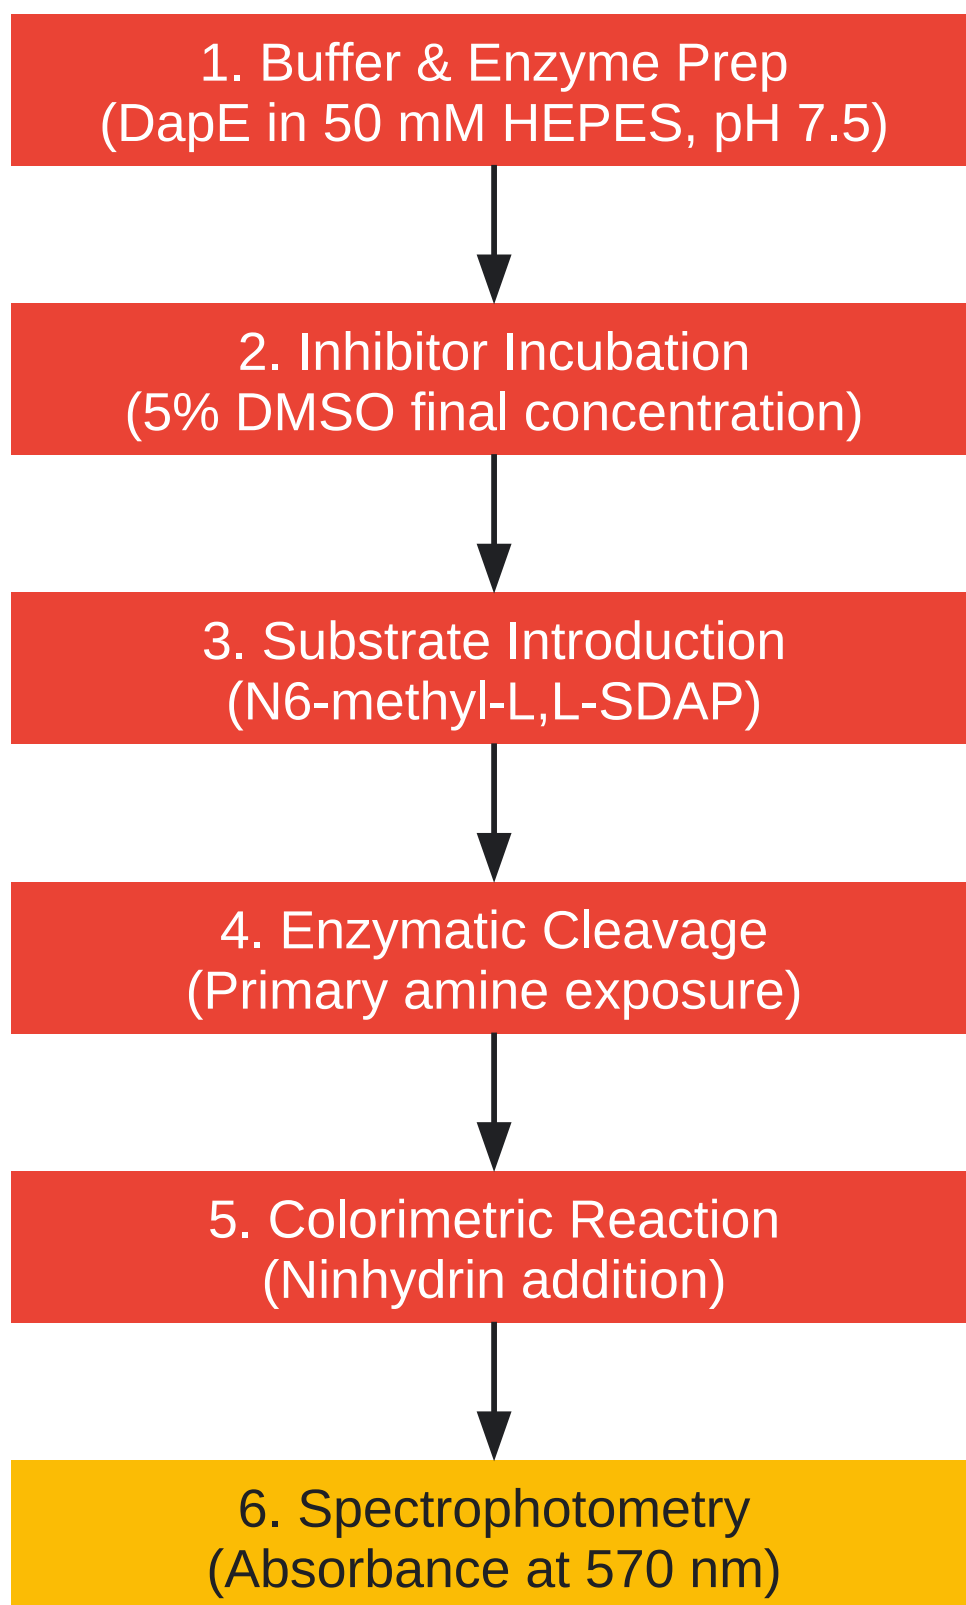 1. Buffer & Enzyme Prep
(DapE in 50 mM HEPES, pH 7.5)
2. Inhibitor Incubation
(5% DMSO final concentration)
3. Substrate Introduction
(N6-methyl-L,L-SDAP)
4. Enzymatic Cleavage
(Primary amine exposure)
5. Colorimetric Reaction
(Ninhydrin addition)
6. Spectrophotometry
(Absorbance at 570 nm)